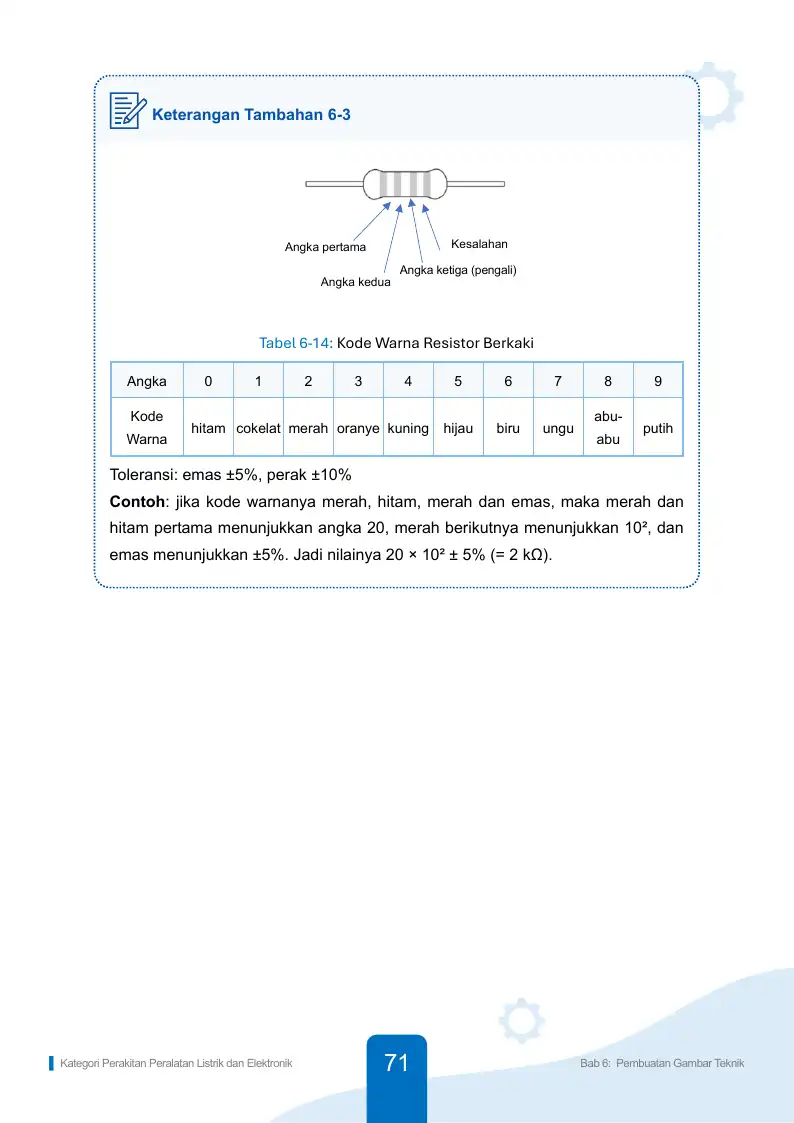 Keterangan Tambahan 6-3
Angka pertama
Kesalahan
Angka ketiga (pengali)
Angka kedua
Tabel 6-14: Kode Warna Resistor Berkaki
Angka 0 1 2 3 4 5 6 7 8 9
Kode Warna hitam cokelat merah oranye kuning hijau biru ungu abu-abu putih
Toleransi: emas ±5%, perak ±10%
Contoh: jika kode warnanya merah, hitam, merah dan emas, maka merah dan
hitam pertama menunjukkan angka 20, merah berikutnya menunjukkan 10², dan
emas menunjukkan ±5%. Jadi nilainya 20 × 10² ± 5% (= 2 kΩ).
Kategori Perakitan Peralatan Listrik dan Elektronik
71
Bab 6: Pembuatan Gambar Teknik